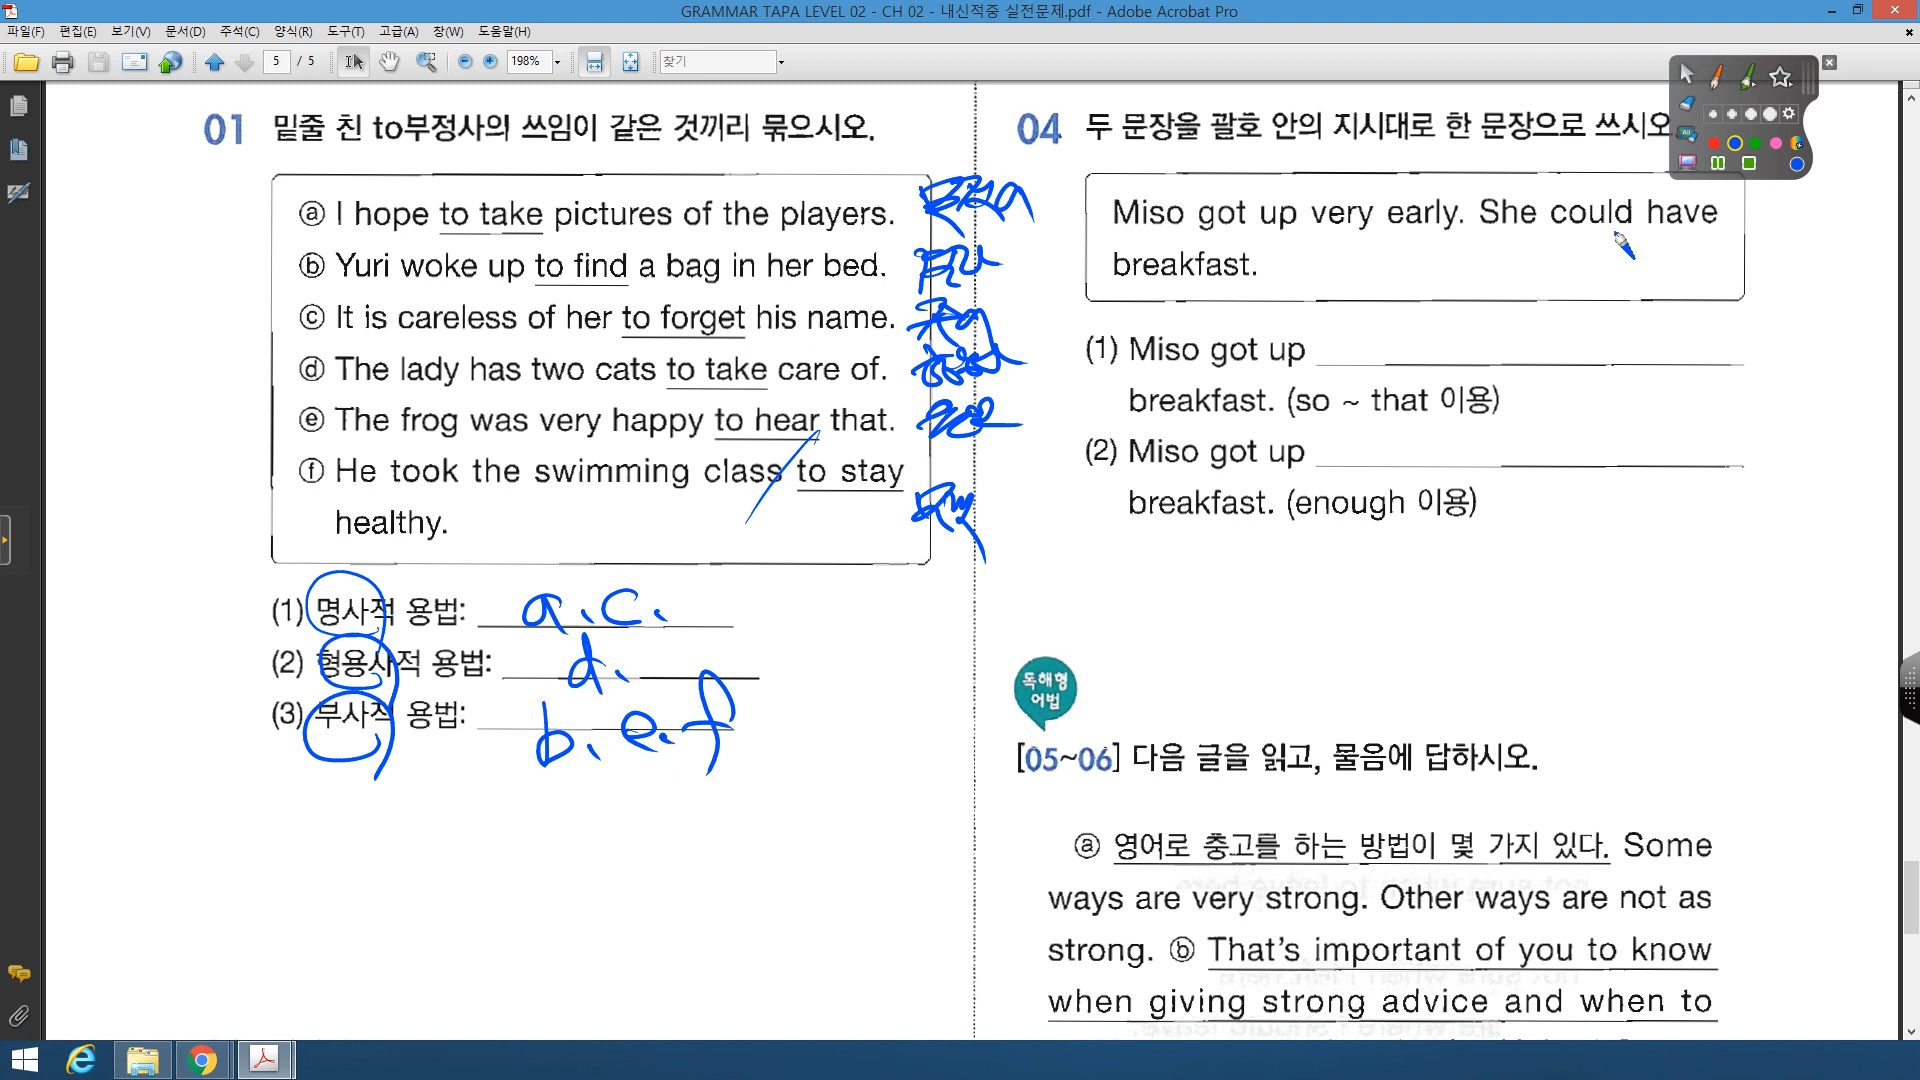 GRAMMAR TAPA LEVEL 02 - CH 02 - 내신적중 실전문제.pdf - Adobe Acrobat Pro
파일(F) 편집(E) 보기(V) 문서(D) 주석(C) 양식(R) 도구(T) 고급(A) 창(W) 도움말(H)
5 / 5 198% 찾기
01 밑줄 친 to부정사의 쓰임이 같은 것끼리 묶으시오.
ⓐ I hope to take pictures of the players.
ⓑ Yuri woke up to find a bag in her bed.
ⓒ It is careless of her to forget his name.
ⓓ The lady has two cats to take care of.
ⓔ The frog was very happy to hear that.
ⓕ He took the swimming class to stay
healthy.
(1) 명사적 용법: a, c.
(2) 형용사적 용법: d.
(3) 부사적 용법: b. e. f
04 두 문장을 괄호 안의 지시대로 한 문장으로 쓰시오
Miso got up very early. She could have
breakfast.
(1) Miso got up
breakfast. (so ~ that 이용)
(2) Miso got up
breakfast. (enough 이용)
독해형
어법
[05~06] 다음 글을 읽고, 물음에 답하시오.
ⓐ 영어로 충고를 하는 방법이 몇 가지 있다. Some
ways are very strong. Other ways are not as
strong. ⓑ That's important of you to know
when giving strong advice and when to